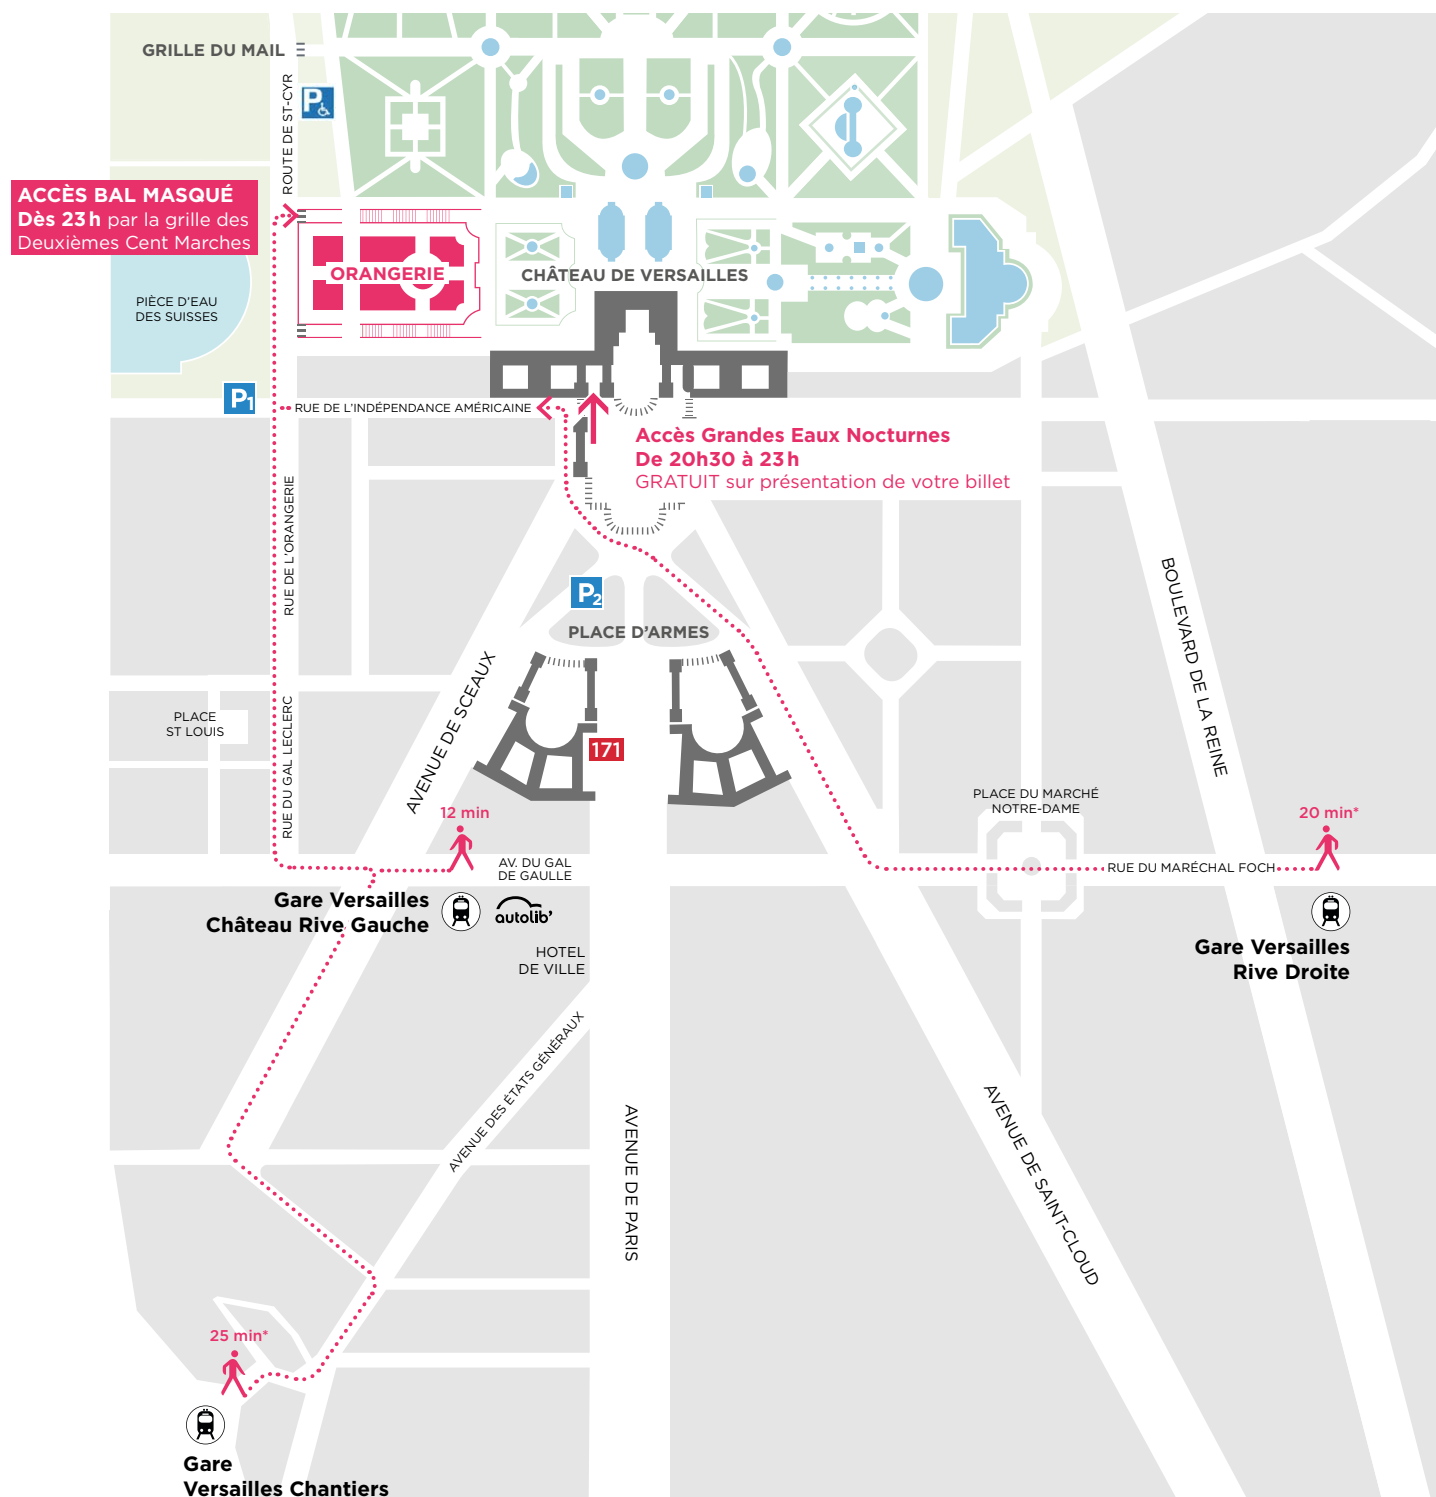 GRILLE DU MAIL
ROUTE DE ST-CYR
P
ACCÈS BAL MASQUÉ
Dès 23h par la grille des
Deuxièmes Cent Marches
ORANGERIE
CHÂTEAU DE VERSAILLES
PIÈCE D'EAU
DES SUISSES
P1
RUE DE L'INDÉPENDANCE AMÉRICAINE
Accès Grandes Eaux Nocturnes
De 20h30 à 23h
GRATUIT sur présentation de votre billet
RUE DE L'ORANGERIE
P2
PLACE D'ARMES
BOULEVARD DE LA REINE
AVENUE DE SCEAUX
PLACE
ST LOUIS
RUE DU GAL LECLERC
171
12 min
PLACE DU MARCHÉ
NOTRE-DAME
20 min*
AV. DU GAL
DE GAULLE
RUE DU MARÉCHAL FOCH
Gare Versailles
Château Rive Gauche
autolib'
Gare Versailles
Rive Droite
HOTEL
DE VILLE
AVENUE DES ÉTATS GÉNÉRAUX
AVENUE DE PARIS
AVENUE DE SAINT-CLOUD
25 min*
Gare
Versailles Chantiers